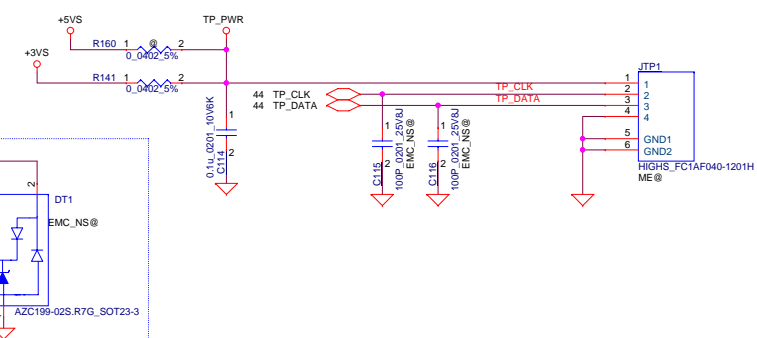 +5VS
TP_PWR
R160 1 @ 2
0_0402_5%
+3VS
R141 1 2
0_0402_5%
JTP1
44 TP_CLK
44 TP_DATA
TP_CLK
TP_DATA
1 1
2 2
3 3
4 4
5 GND1
6 GND2
HIGHS_FC1AF040-1201H
ME@
1
2
0.1u_0201_10V6K
C114
1
2
C115
100P_0201_25V8J
EMC_NS@
1
2
C116
100P_0201_25V8J
EMC_NS@
2
DT1
EMC_NS@
AZC199-02S.R7G_SOT23-3